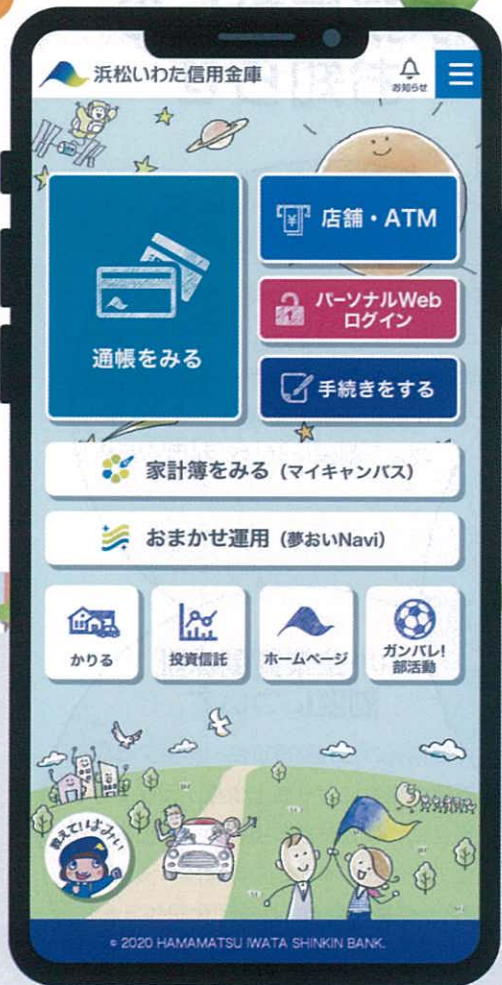 浜松いわた信用金庫
お知らせ
店舗・ATM
通帳をみる
パーソナルWeb
ログイン
手続きをする
家計簿をみる（マイキャンバス）
おまかせ運用（夢おいNavi）
かりる
投資信託
ホームページ
ガンバレ!
部活動
教えて!はみい
© 2020 HAMAMATSU IWATA SHINKIN BANK.